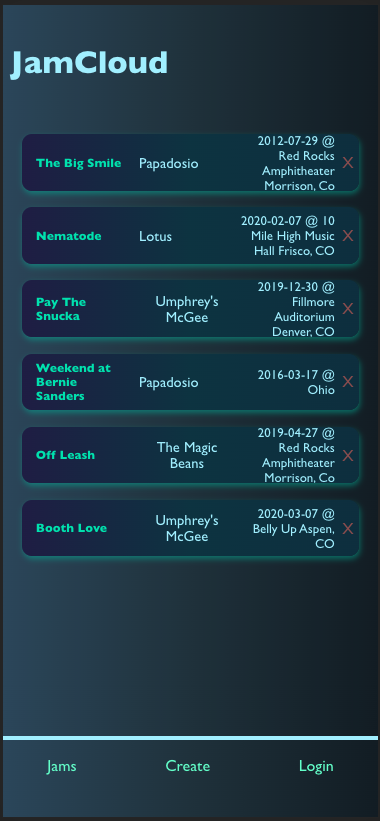 JamCloud
The Big Smile
Papadosio
2012-07-29 @
Red Rocks
Amphitheater
Morrison, Co
X
Nematode
Lotus
2020-02-07 @ 10
Mile High Music
Hall Frisco, CO
X
Pay The
Snucka
Umphrey's
McGee
2019-12-30 @
Fillmore
Auditorium
Denver, CO
X
Weekend at
Bernie
Sanders
Papadosio
2016-03-17 @
Ohio
X
Off Leash
The Magic
Beans
2019-04-27 @
Red Rocks
Amphitheater
Morrison, Co
X
Booth Love
Umphrey's
McGee
2020-03-07 @
Belly Up Aspen,
CO
X
Jams
Create
Login